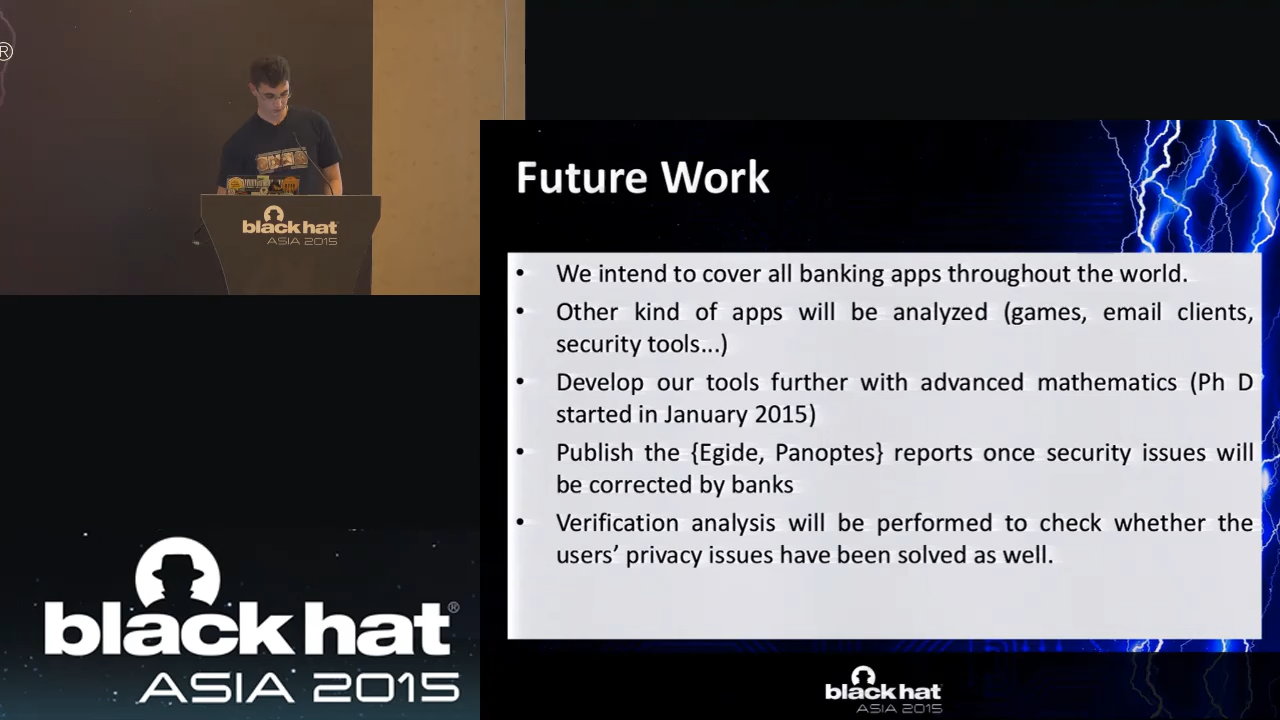 ®
black hat
ASIA 2015
Future Work
• We intend to cover all banking apps throughout the world.
• Other kind of apps will be analyzed (games, email clients,
security tools...)
• Develop our tools further with advanced mathematics (Ph D
started in January 2015)
• Publish the {Egide, Panoptes} reports once security issues will
be corrected by banks
• Verification analysis will be performed to check whether the
users’ privacy issues have been solved as well.
black hat®
ASIA 2015
black hat
ASIA 2015